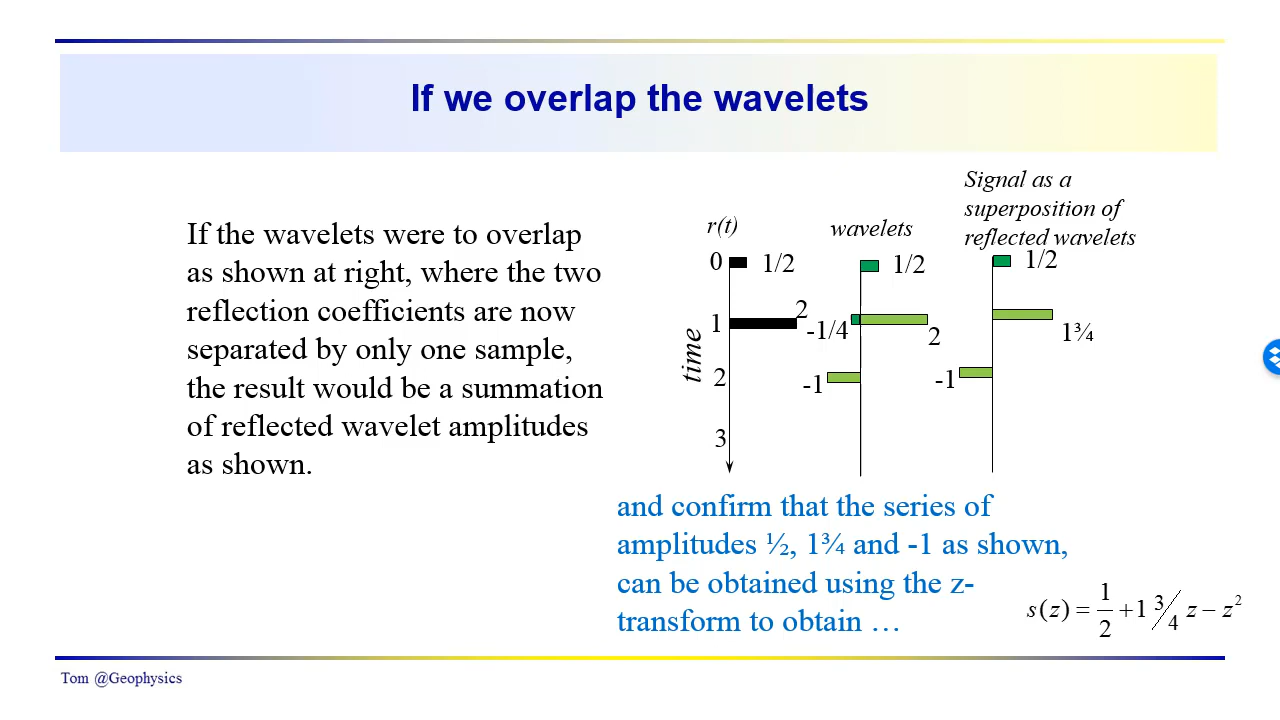 If we overlap the wavelets
If the wavelets were to overlap
as shown at right, where the two
reflection coefficients are now
separated by only one sample,
the result would be a summation
of reflected wavelet amplitudes
as shown.
r(t)
wavelets
Signal as a
superposition of
reflected wavelets
time
0
1/2
1
2
2
3
1/2
-1/4
2
-1
1/2
1¾
-1
and confirm that the series of
amplitudes ½, 1¾ and -1 as shown,
can be obtained using the z-
transform to obtain …
s(z) = 1/2 + 1 3/4 z − z²
Tom @Geophysics